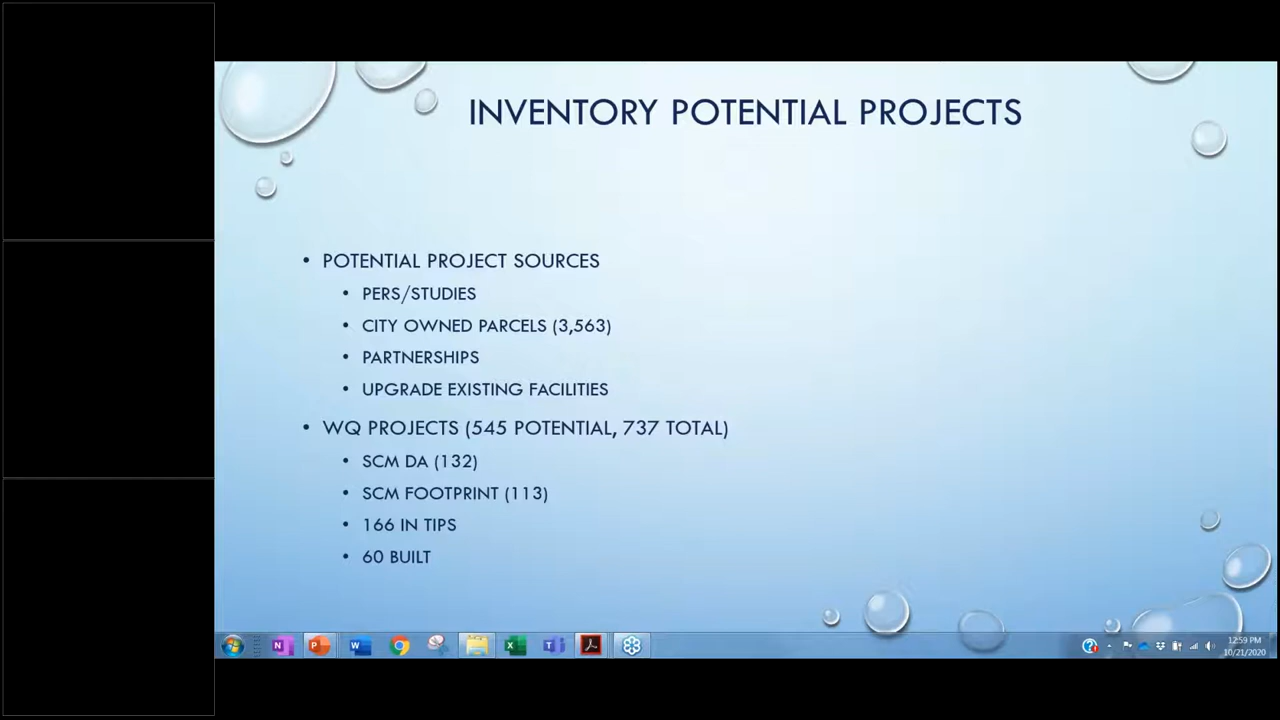 INVENTORY POTENTIAL PROJECTS
• POTENTIAL PROJECT SOURCES
• PERS/STUDIES
• CITY OWNED PARCELS (3,563)
• PARTNERSHIPS
• UPGRADE EXISTING FACILITIES
• WQ PROJECTS (545 POTENTIAL, 737 TOTAL)
• SCM DA (132)
• SCM FOOTPRINT (113)
• 166 IN TIPS
• 60 BUILT
12:59 PM
10/21/2020